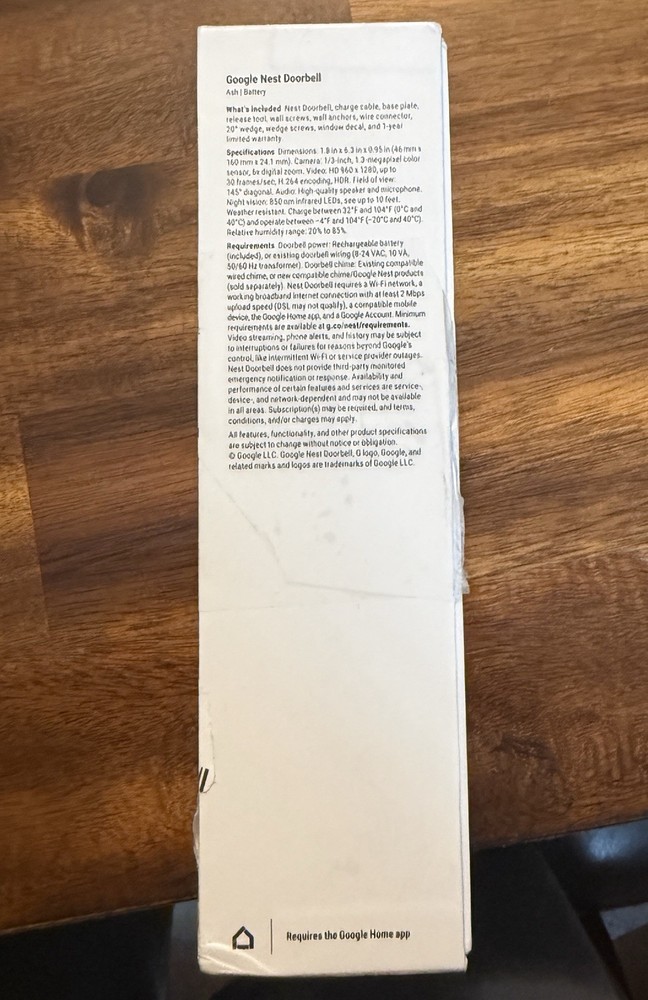 Google Nest Doorbell
Ash | Battery
What's included Nest Doorbell, charge cable, base plate,
release tool, wall screws, wall anchors, wire connector,
20° wedge, wedge screws, window decal, and 1-year
limited warranty
Specifications Dimensions: 1.8 in x 6.3 in x 0.95 in (46 mm x
160 mm x 24.1 mm). Camera: 1/3-inch, 1.3-megapixel color
sensor, 6x digital zoom. Video: HD 960 x 1280, up to
30 frames/sec, H.264 encoding, HDR. Field of view:
145° diagonal. Audio: High-quality speaker and microphone.
Night vision: 850 nm infrared LEDs, see up to 10 feet.
Weather resistant. Charge between 32°F and 104°F (0°C and
40°C) and operate between -4°F and 104°F (-20°C and 40°C).
Relative humidity range: 20% to 85%.
Requirements Doorbell power: Rechargeable battery
(included), or existing doorbell wiring (8-24 VAC, 10 VA,
50/60 Hz transformer). Doorbell chime: Existing compatible
wired chime, or new compatible chime/Google Nest products
(sold separately). Nest Doorbell requires a Wi-Fi network, a
working broadband internet connection with at least 2 Mbps
upload speed (DSL may not qualify), a compatible mobile
device, the Google Home app, and a Google Account. Minimum
requirements are available at g.co/nest/requirements.
Video streaming, phone alerts, and history may be subject
to interruptions or failures for reasons beyond Google's
control, like intermittent Wi-Fi or service provider outages.
Nest Doorbell does not provide third-party monitored
emergency notification or response. Availability and
performance of certain features and services are service-,
device-, and network-dependent and may not be available
in all areas. Subscription(s) may be required, and terms,
conditions, and/or charges may apply.
All features, functionality, and other product specifications
are subject to change without notice or obligation.
© Google LLC. Google Nest Doorbell, G logo, Google, and
related marks and logos are trademarks of Google LLC.
Requires the Google Home app